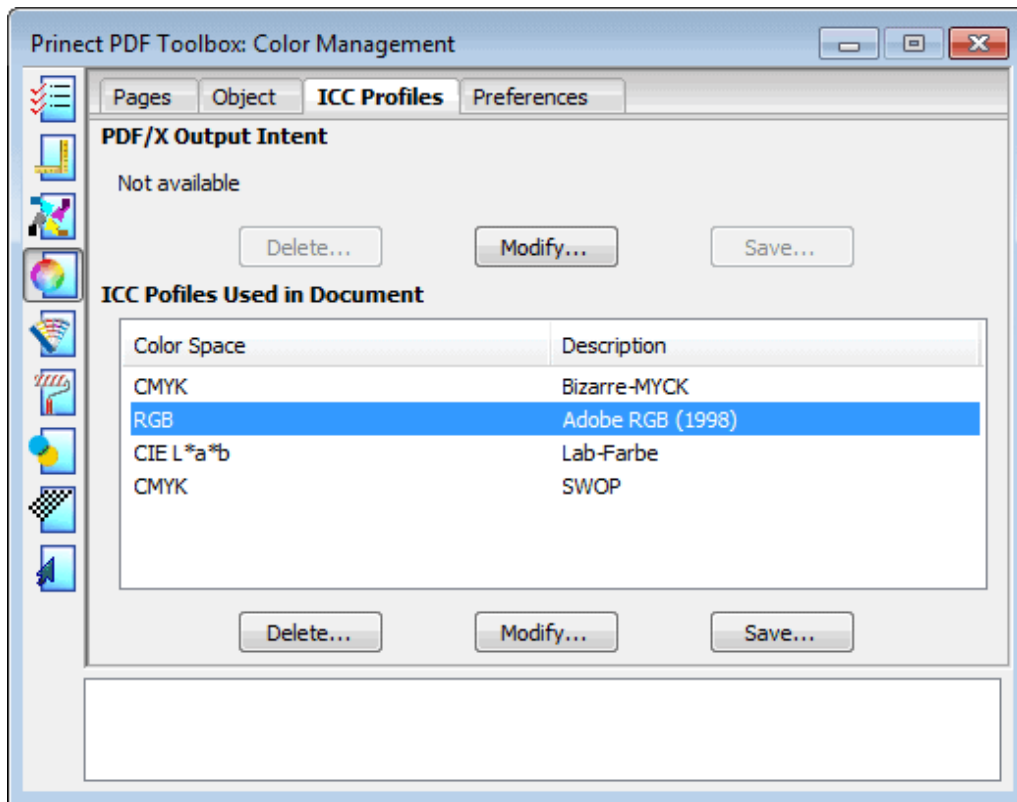 Prinect PDF Toolbox: Color Management
Pages Object ICC Profiles Preferences
PDF/X Output Intent
Not available
Delete... Modify... Save...
ICC Pofiles Used in Document
Color Space Description
CMYK Bizarre-MYCK
RGB Adobe RGB (1998)
CIE L*a*b Lab-Farbe
CMYK SWOP
Delete... Modify... Save...